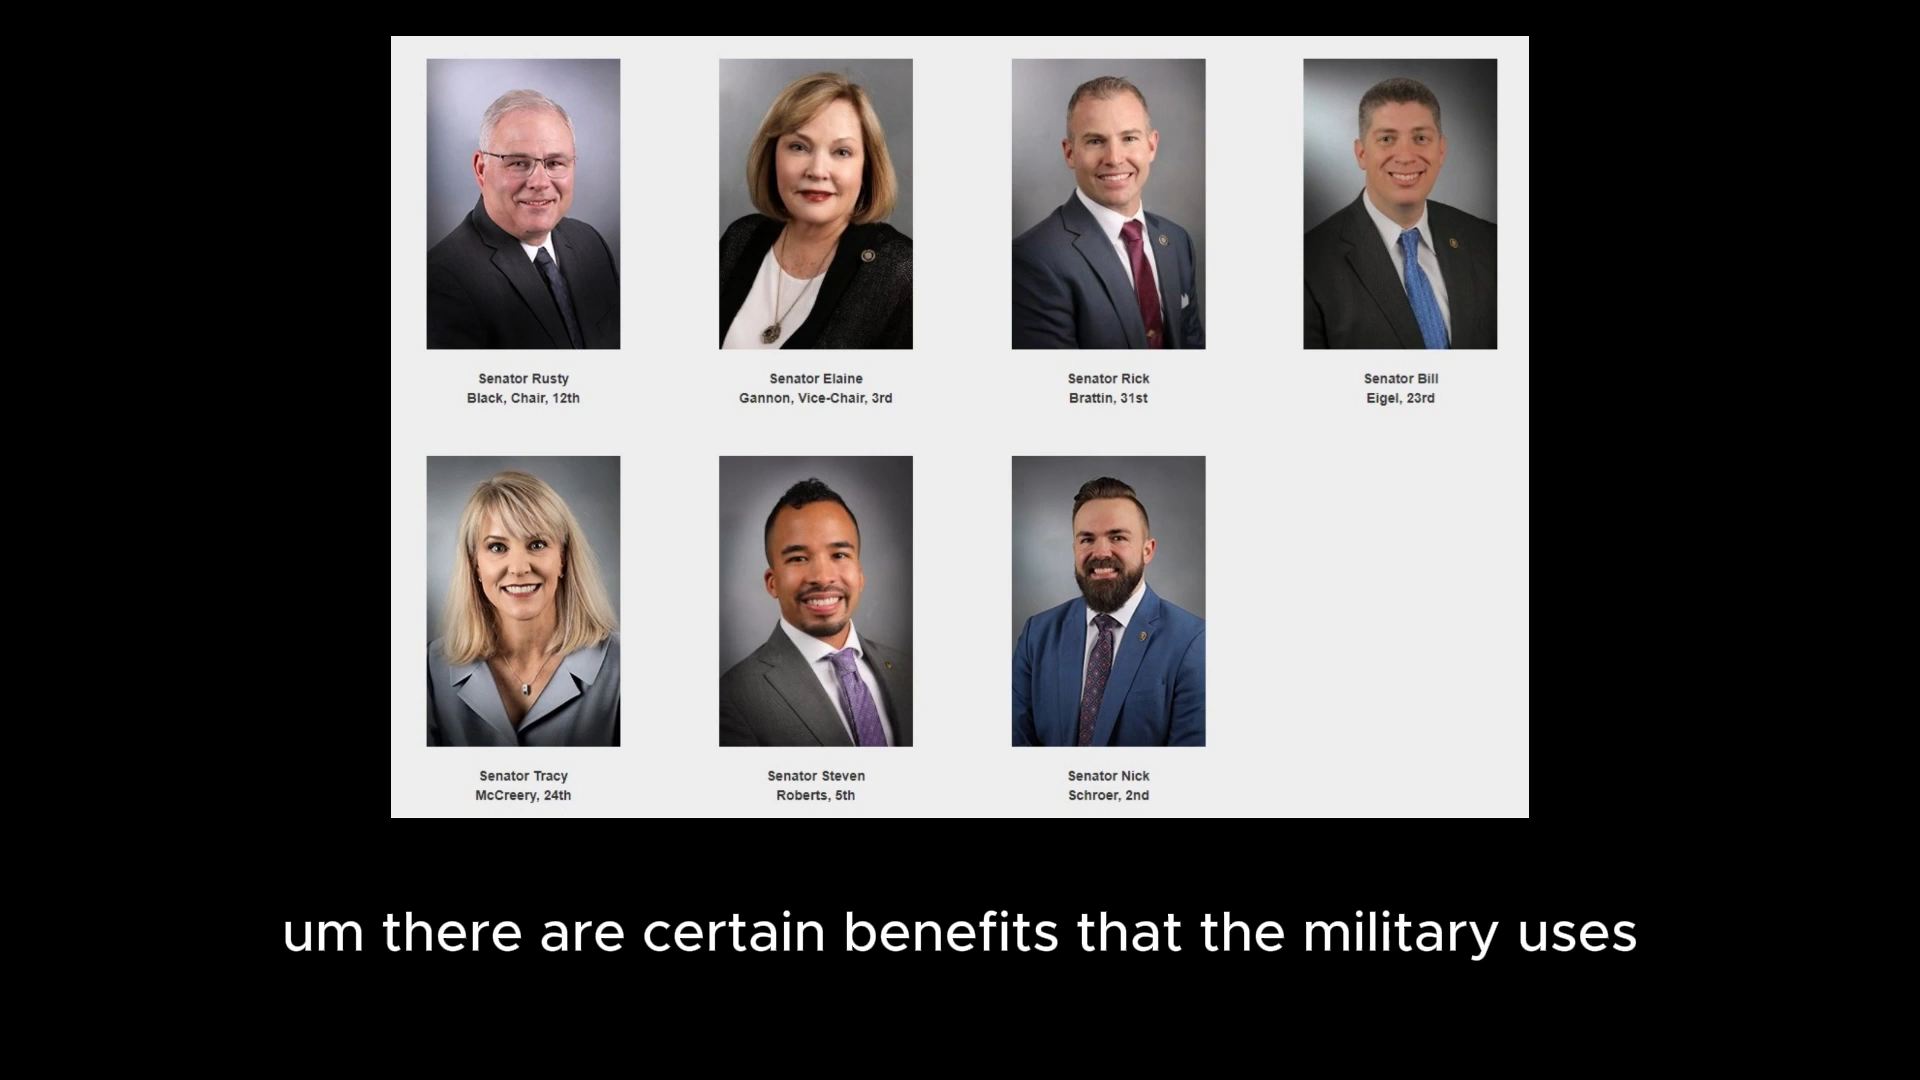 Senator Rusty
Black, Chair, 12th
Senator Elaine
Gannon, Vice-Chair, 3rd
Senator Rick
Brattin, 31st
Senator Bill
Eigel, 23rd
Senator Tracy
McCreery, 24th
Senator Steven
Roberts, 5th
Senator Nick
Schroer, 2nd
um there are certain benefits that the military uses